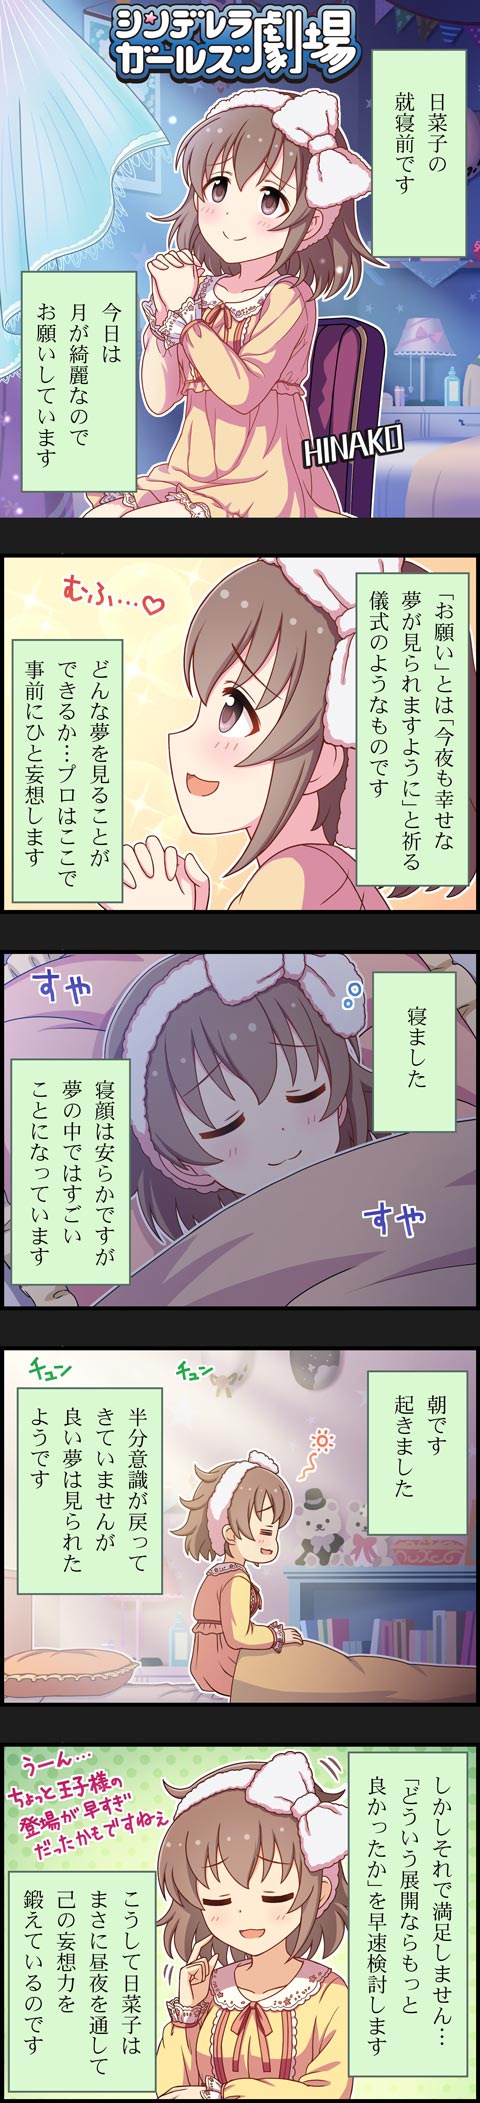 シンデレラ
ガールズ劇場
日菜子の
就寝前です
今日は
月が綺麗なので
お願いしています
HINAKO
「お願い」とは「今夜も幸せな
夢が見られますように」と祈る
儀式のようなものです
むふ…♡
どんな夢を見ることが
できるか…プロはここで
事前にひと妄想します
寝ました
すや
すや
寝顔は安らかですが
夢の中ではすごい
ことになっています
朝です
起きました
チュン
チュン
半分意識が戻って
きていませんが
良い夢は見られた
ようです
しかしそれで満足しません…
「どういう展開ならもっと
良かったか」を早速検討します
うーん…
ちょっと王子様の
登場が早すぎ
だったかもですねぇ
こうして日菜子は
まさに昼夜を通して
己の妄想力を
鍛えているのです